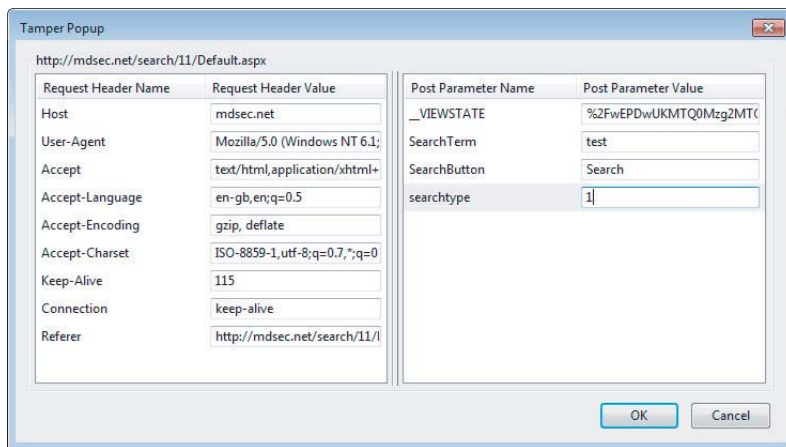 Tamper Popup
http://mdsec.net/search/11/Default.aspx
Request Header Name Request Header Value
Host mdsec.net
User-Agent Mozilla/5.0 (Windows NT 6.1;
Accept text/html,application/xhtml+
Accept-Language en-gb,en;q=0.5
Accept-Encoding gzip, deflate
Accept-Charset ISO-8859-1,utf-8;q=0.7,*;q=0
Keep-Alive 115
Connection keep-alive
Referer http://mdsec.net/search/11/
Post Parameter Name Post Parameter Value
__VIEWSTATE %2FwEPDwUKMTQ0Mzg2MT
SearchTerm test
SearchButton Search
searchtype 1
OK Cancel